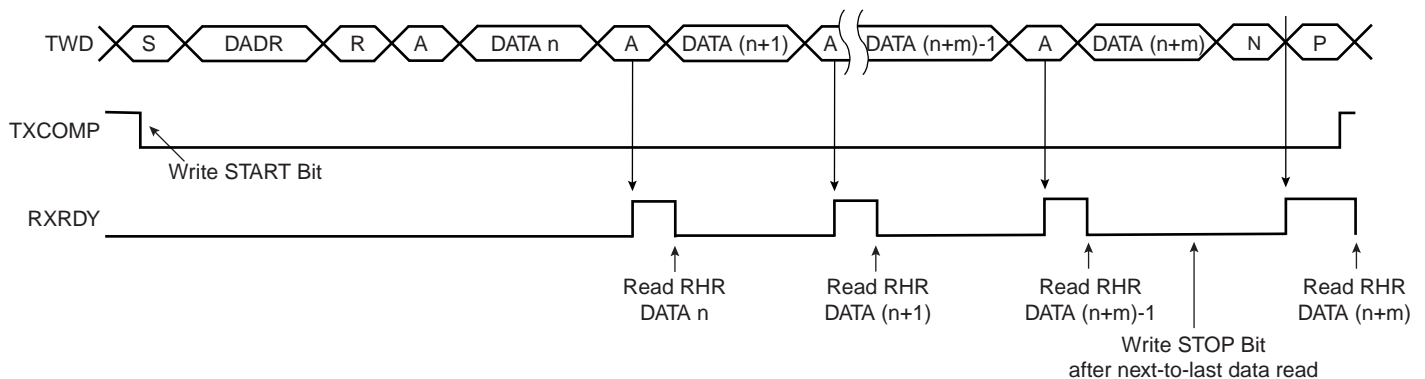 TWD S DADR R A DATA n A DATA (n+1) A DATA (n+m)-1 A DATA (n+m) N P
TXCOMP
Write START Bit
RXRDY
Read RHR Read RHR Read RHR Read RHR
DATA n DATA (n+1) DATA (n+m)-1 DATA (n+m)
Write STOP Bit
after next-to-last data read